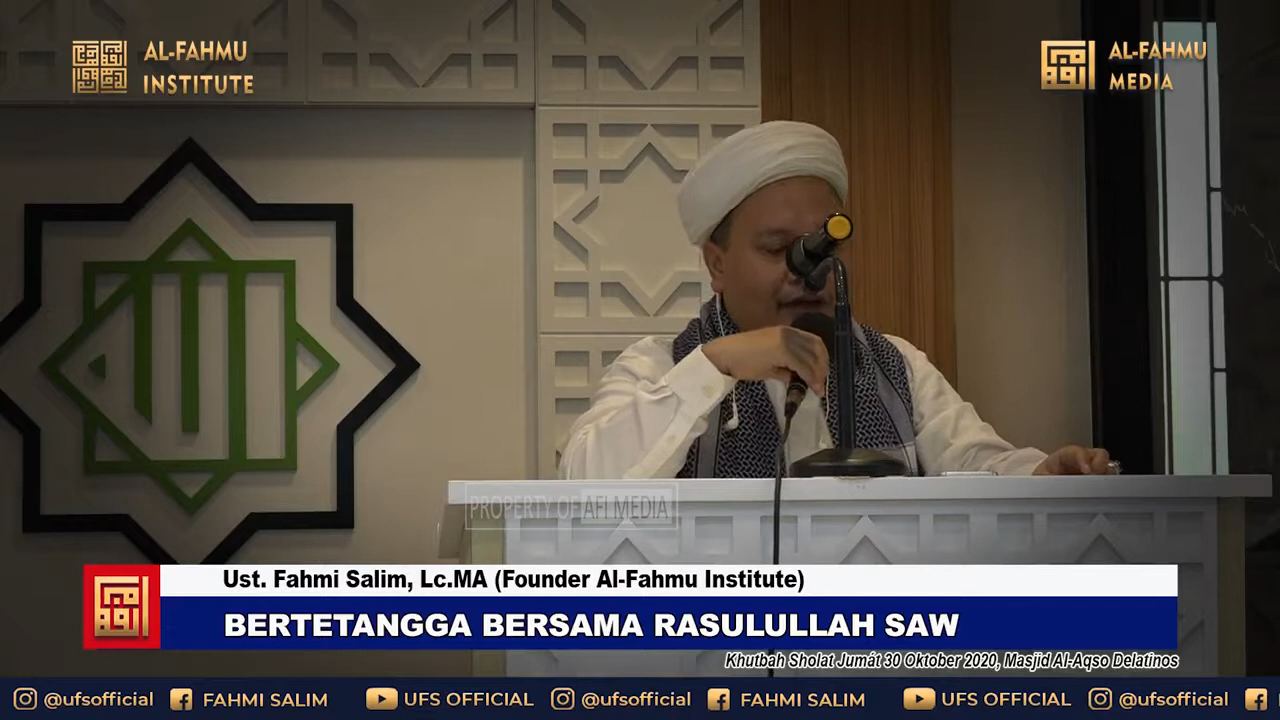 AL-FAHMU
INSTITUTE
AL-FAHMU
MEDIA
PROPERTY OF AFI MEDIA
Ust. Fahmi Salim, Lc.MA (Founder Al-Fahmu Institute)
BERTETANGGA BERSAMA RASULULLAH SAW
Khutbah Sholat Jumát 30 Oktober 2020, Masjid Al-Aqso Delatinos
@ufsofficial FAHMI SALIM UFS OFFICIAL @ufsofficial FAHMI SALIM UFS OFFICIAL @ufsofficial